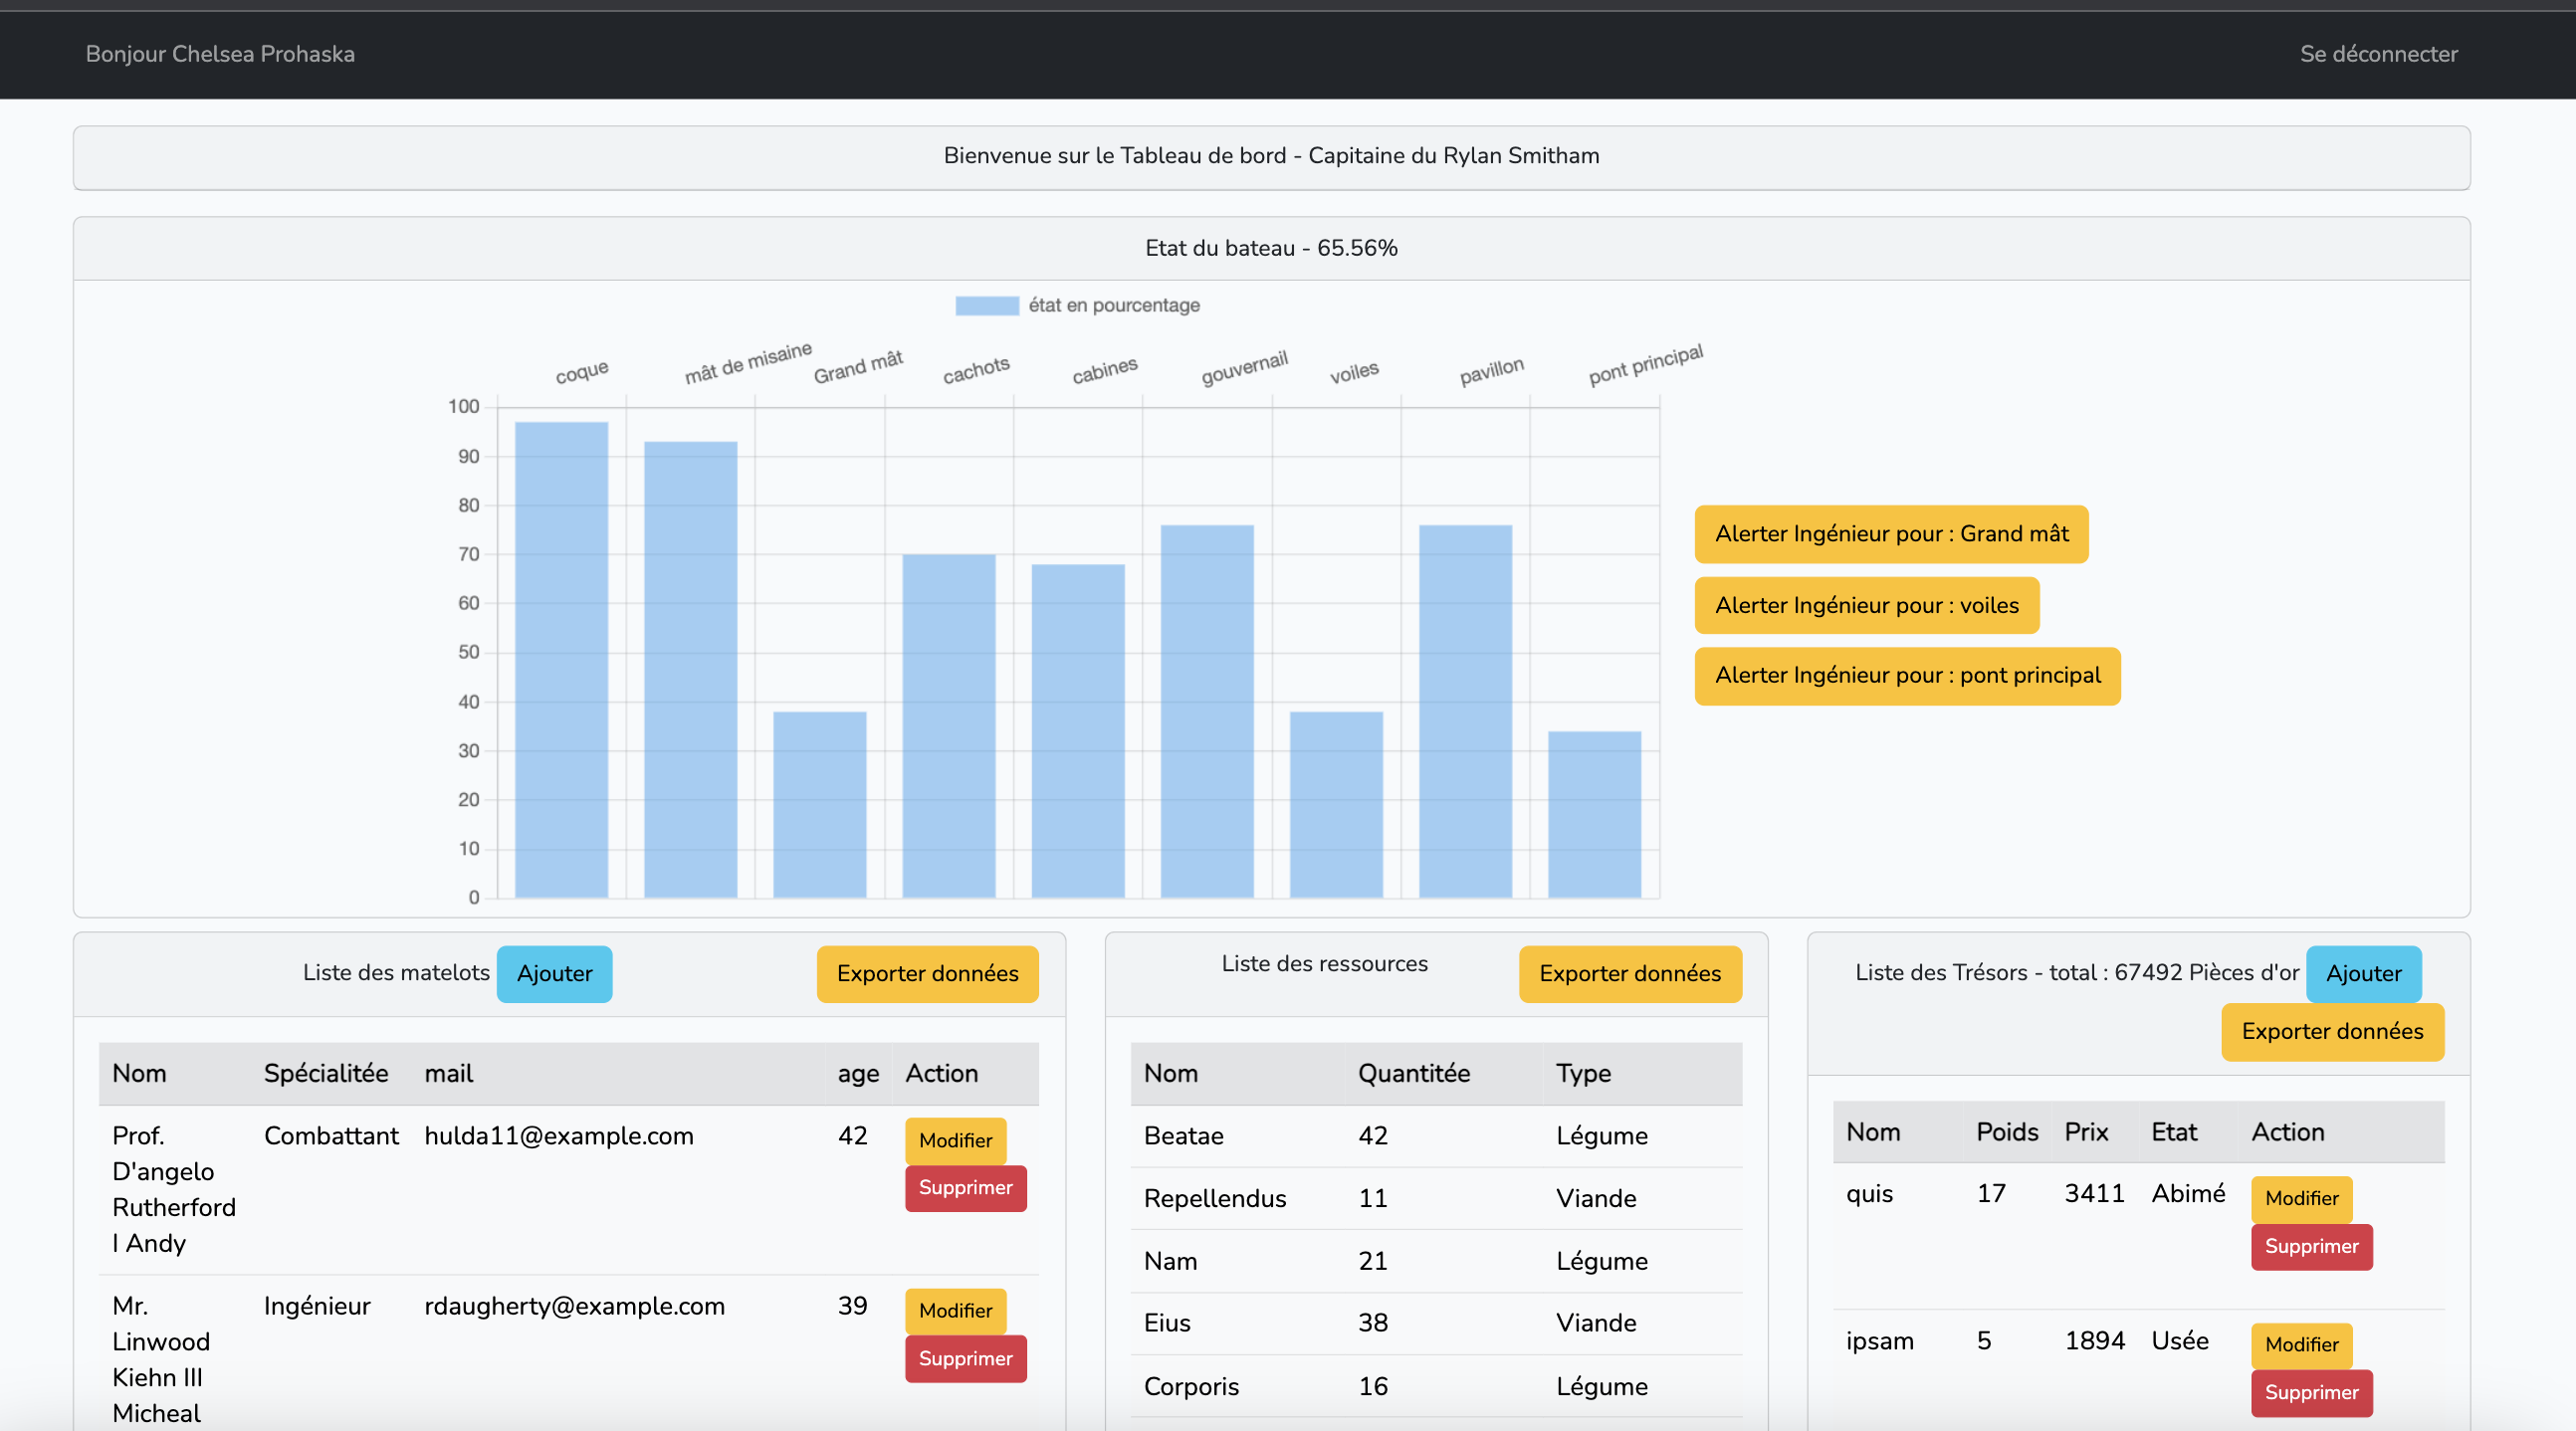 Bonjour Chelsea Prohaska
Se déconnecter
Bienvenue sur le Tableau de bord - Capitaine du Rylan Smitham
Etat du bateau - 65.56%
état en pourcentage
coque
mât de misaine
Grand mât
cachots
cabines
gouvernail
voiles
pavillon
pont principal
100
90
80
70
60
50
40
30
20
10
0
Alerter Ingénieur pour : Grand mât
Alerter Ingénieur pour : voiles
Alerter Ingénieur pour : pont principal
Liste des matelots Ajouter Exporter données
Nom Spécialitée mail age Action
Prof. Combattant hulda11@example.com 42 Modifier
D'angelo Supprimer
Rutherford
I Andy
Mr. Ingénieur rdaugherty@example.com 39 Modifier
Linwood Supprimer
Kiehn III
Micheal
Liste des ressources Exporter données
Nom Quantitée Type
Beatae 42 Légume
Repellendus 11 Viande
Nam 21 Légume
Eius 38 Viande
Corporis 16 Légume
Liste des Trésors - total : 67492 Pièces d'or Ajouter
Exporter données
Nom Poids Prix Etat Action
quis 17 3411 Abimé Modifier
Supprimer
ipsam 5 1894 Usée Modifier
Supprimer